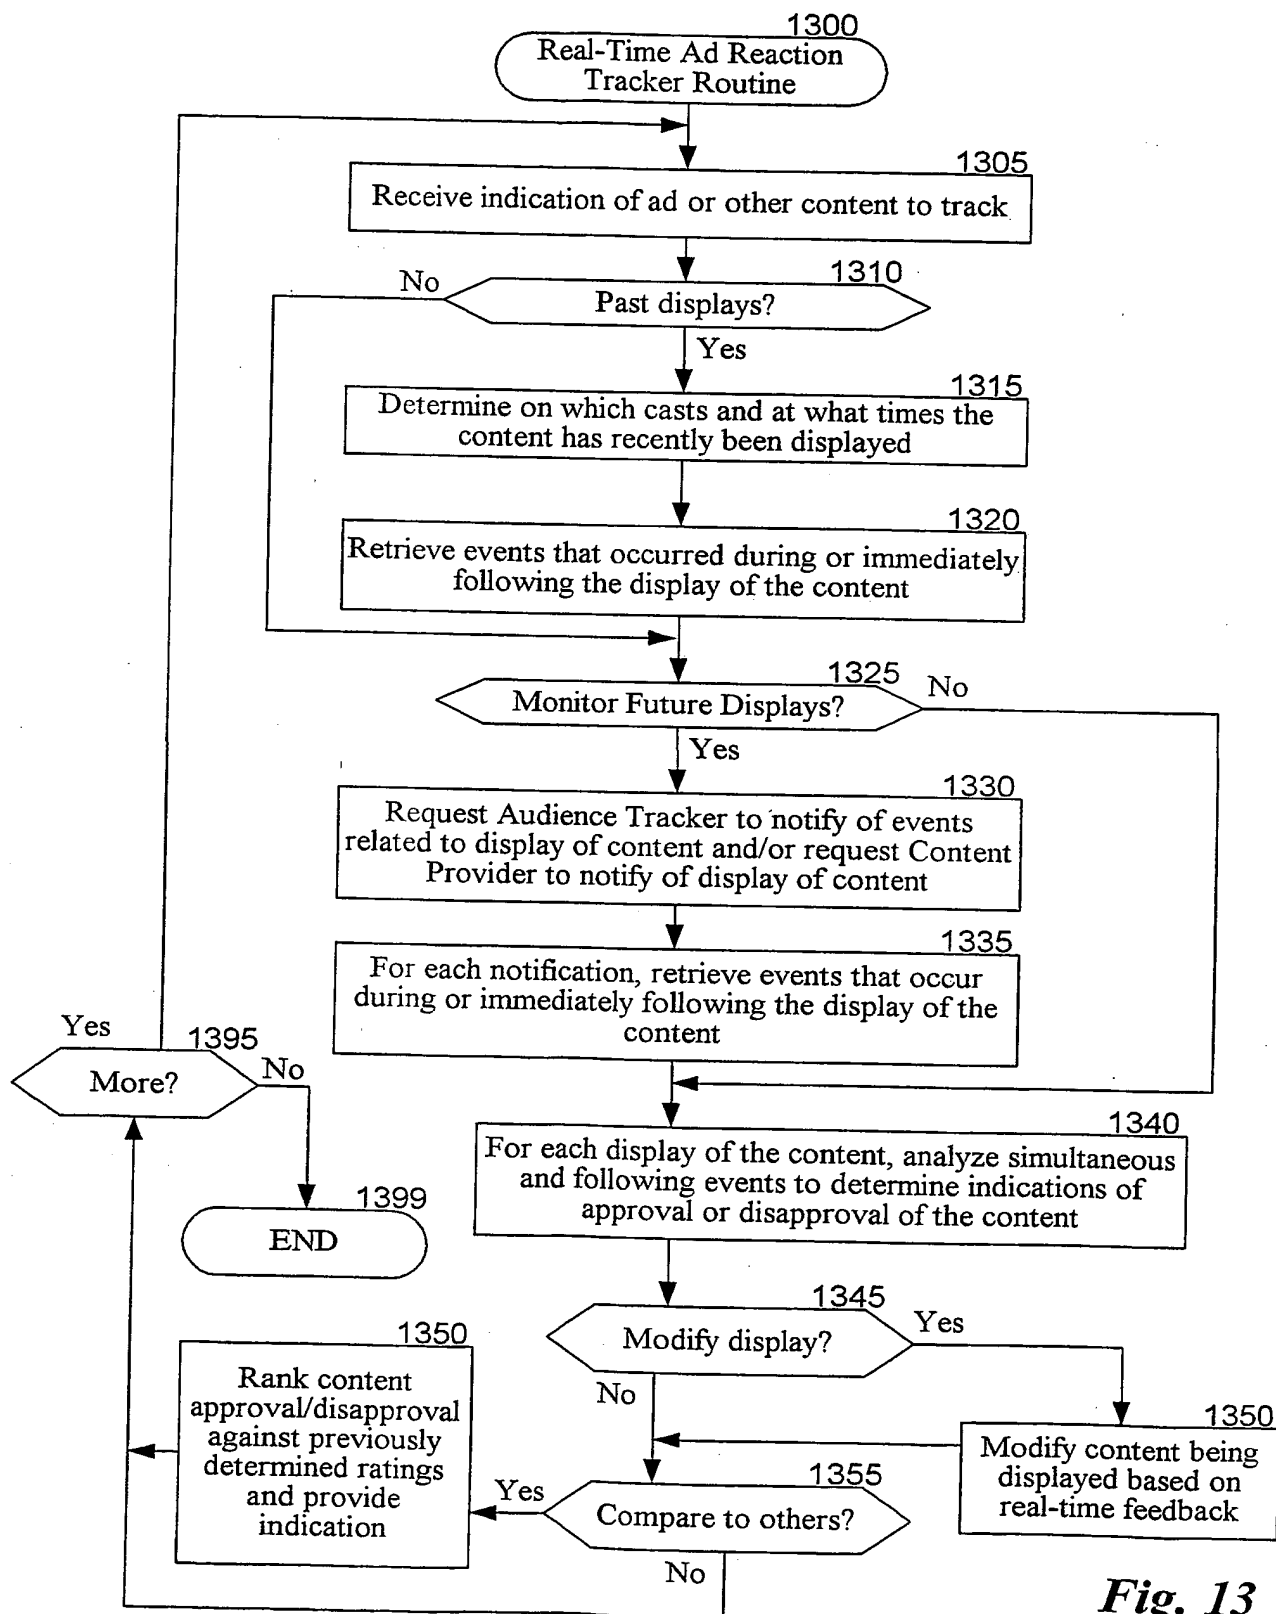 1300
Real-Time Ad Reaction
Tracker Routine
1305
Receive indication of ad or other content to track
1310
No
Past displays?
Yes
1315
Determine on which casts and at what times the
content has recently been displayed
1320
Retrieve events that occurred during or immediately
following the display of the content
1325
No
Monitor Future Displays?
Yes
1330
Request Audience Tracker to notify of events
related to display of content and/or request Content
Provider to notify of display of content
1335
For each notification, retrieve events that occur
during or immediately following the display of the
content
Yes
1395
No
More?
1340
For each display of the content, analyze simultaneous
and following events to determine indications of
approval or disapproval of the content
1399
END
1345
Yes
Modify display?
No
1350
Rank content
approval/disapproval
against previously
determined ratings
and provide
indication
1350
Modify content being
displayed based on
real-time feedback
1355
Yes
Compare to others?
No
Fig. 13